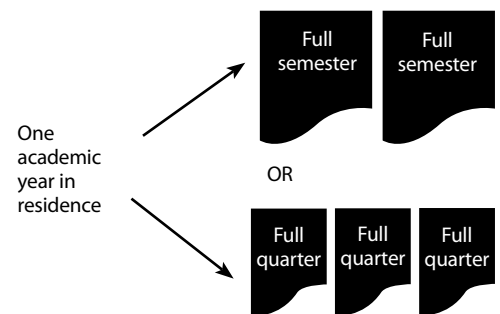 Full
semester
Full
semester
One
academic
year in
residence
OR
Full
quarter
Full
quarter
Full
quarter